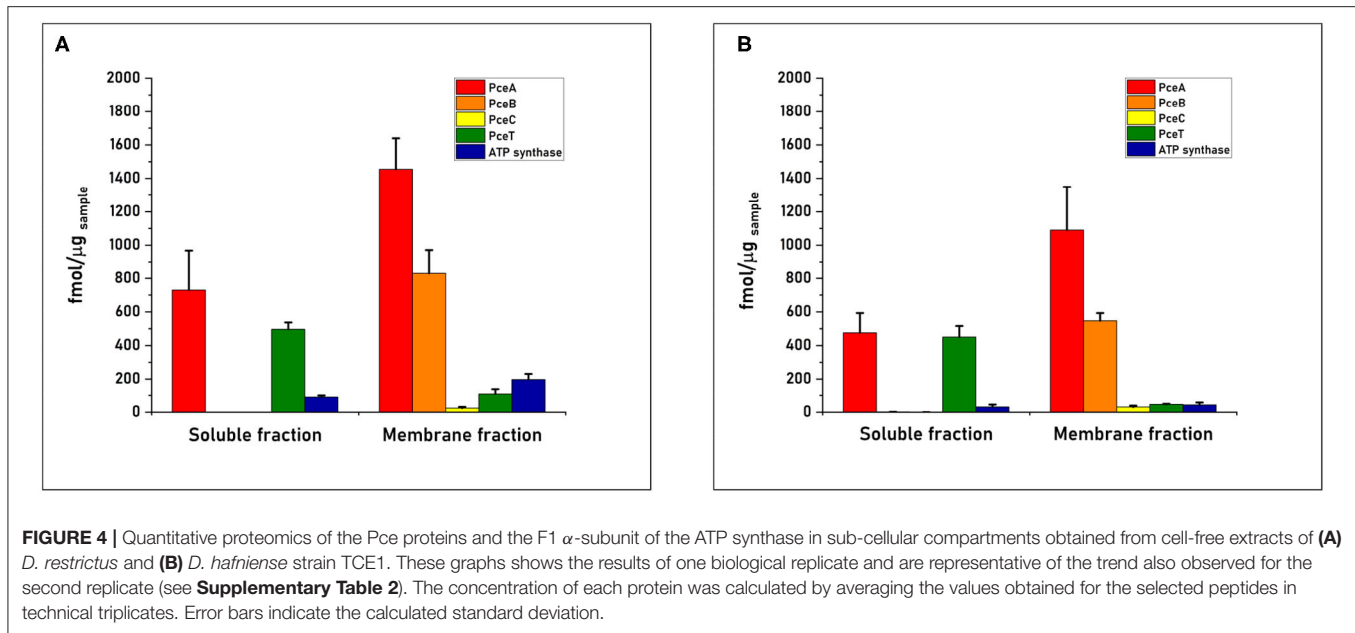 A
2000
1800
1600
1400
1200
1000
800
600
400
200
0
fmol/µg sample
PceA
PceB
PceC
PceT
ATP synthase
Soluble fraction
Membrane fraction
B
2000
1800
1600
1400
1200
1000
800
600
400
200
0
fmol/µg sample
PceA
PceB
PceC
PceT
ATP synthase
Soluble fraction
Membrane fraction
FIGURE 4 | Quantitative proteomics of the Pce proteins and the F1 α-subunit of the ATP synthase in sub-cellular compartments obtained from cell-free extracts of (A)
D. restrictus and (B) D. hafniense strain TCE1. These graphs shows the results of one biological replicate and are representative of the trend also observed for the
second replicate (see Supplementary Table 2). The concentration of each protein was calculated by averaging the values obtained for the selected peptides in
technical triplicates. Error bars indicate the calculated standard deviation.